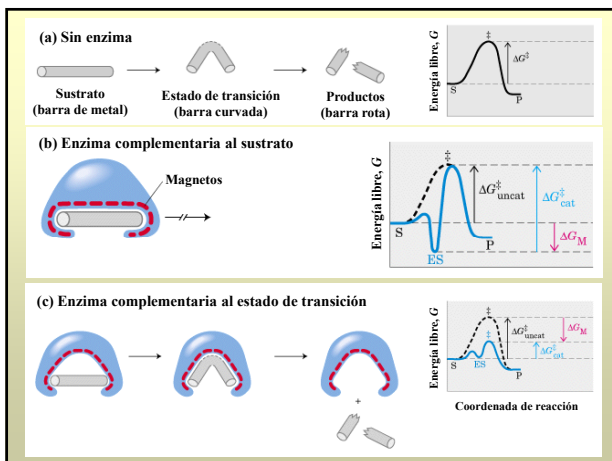 (a) Sin enzima
Sustrato
(barra de metal)
Estado de transición
(barra curvada)
Productos
(barra rota)
Energía libre, G
S
‡
ΔG‡
P
(b) Enzima complementaria al sustrato
Magnetos
Energía libre, G
S
‡
ΔG‡uncat
ΔG‡cat
P
ΔGM
ES
(c) Enzima complementaria al estado de transición
+
Energía libre, G
‡
ΔG‡uncat
ΔGM
‡
ΔG‡cat
S
ES
P
Coordenada de reacción